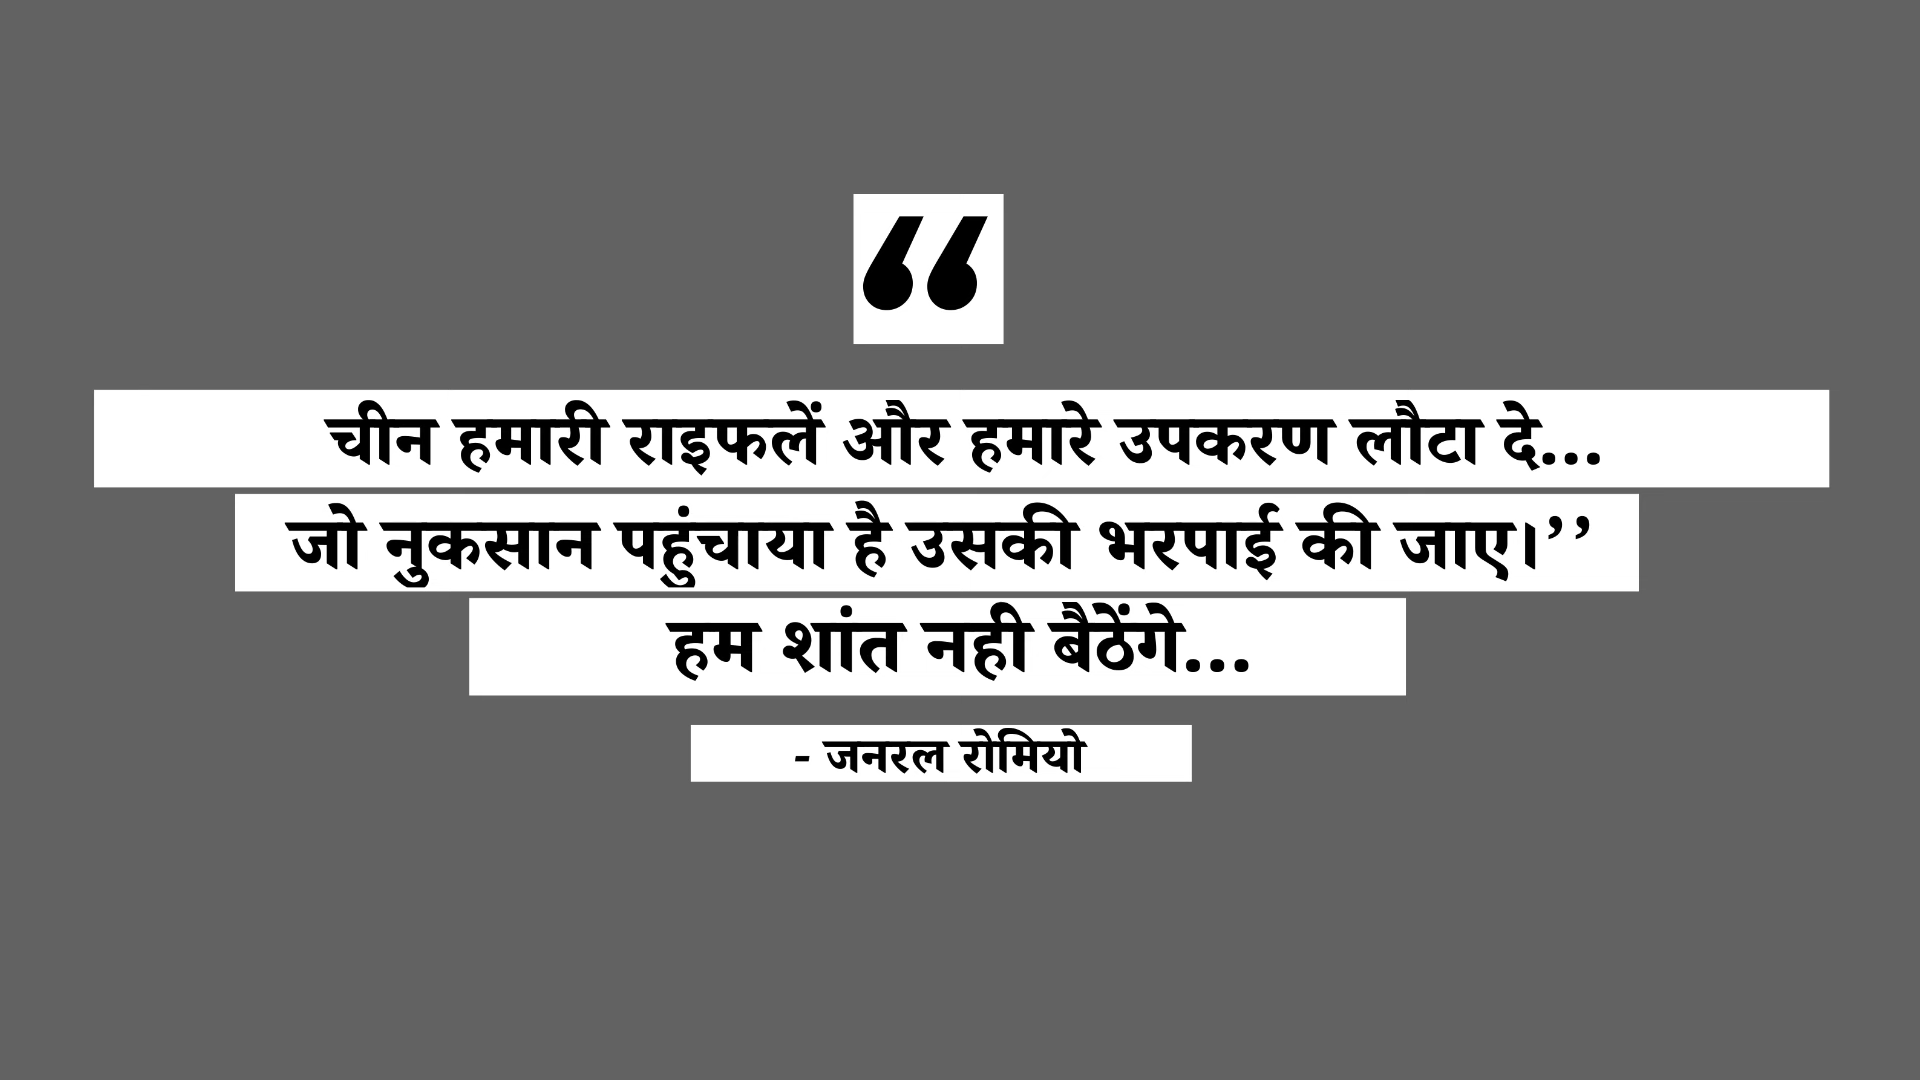 “
चीन हमारी राइफलें और हमारे उपकरण लौटा दे...
जो नुकसान पहुंचाया है उसकी भरपाई की जाए।’’
हम शांत नही बैठेंगे...
- जनरल रोमियो